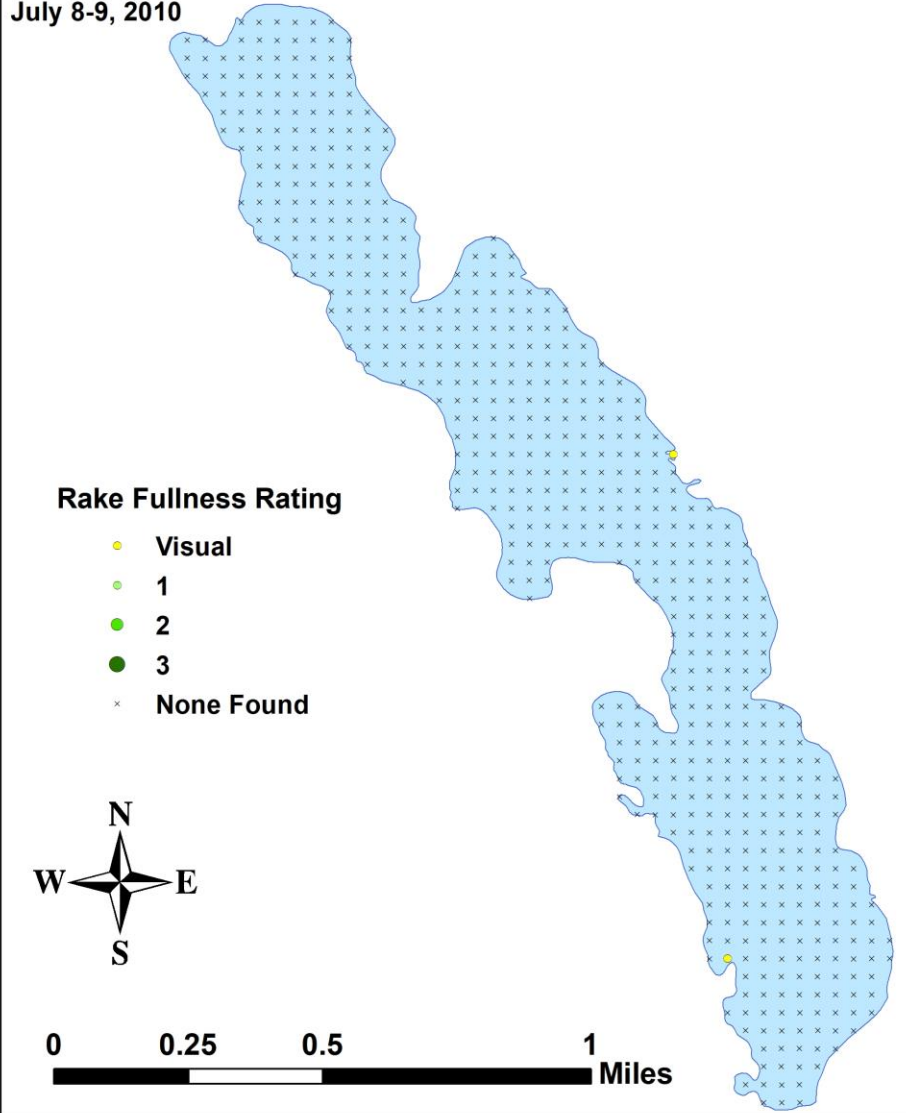 July 8-9, 2010
Rake Fullness Rating
Visual
1
2
3
None Found
N
W E
S
0 0.25 0.5 1
Miles